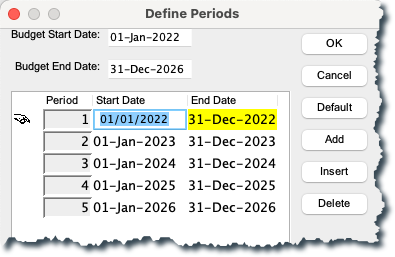 Define Periods
Budget Start Date: 01-Jan-2022
Budget End Date: 31-Dec-2026
OK
Cancel
Default
Add
Insert
Delete
Period Start Date End Date
1 01/01/2022 31-Dec-2022
2 01-Jan-2023 31-Dec-2023
3 01-Jan-2024 31-Dec-2024
4 01-Jan-2025 31-Dec-2025
5 01-Jan-2026 31-Dec-2026